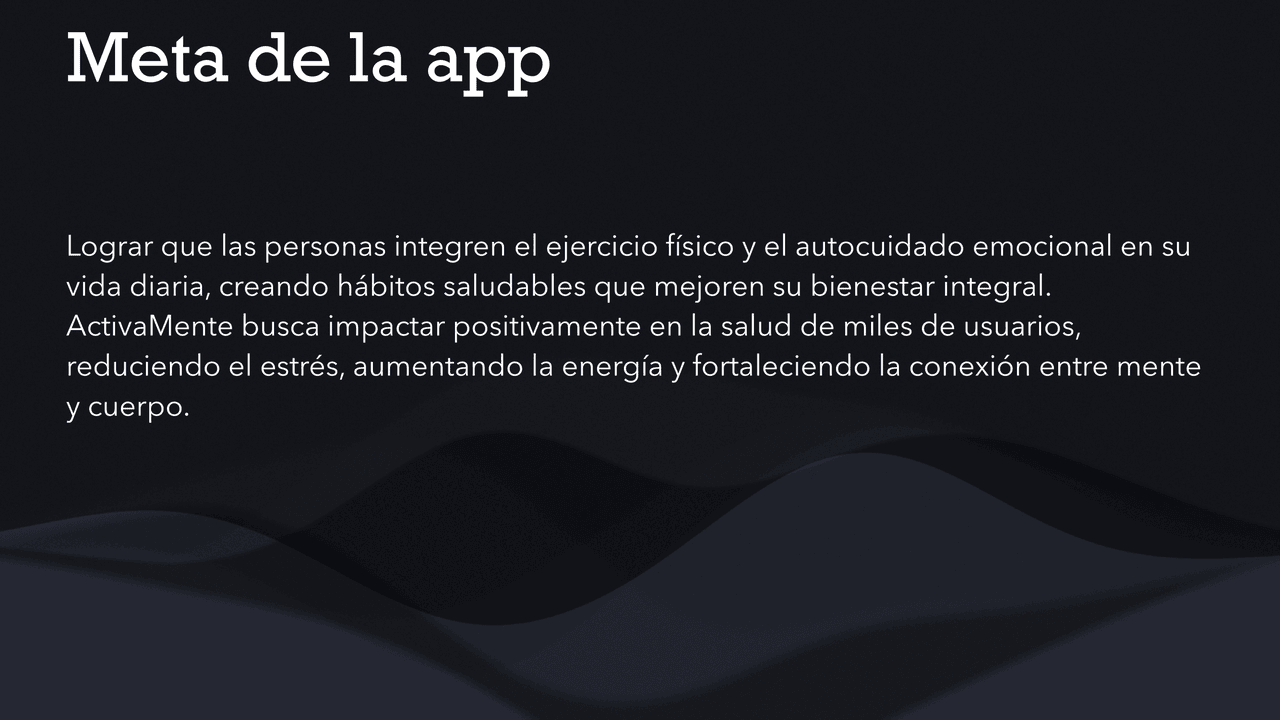 Meta de la app
Lograr que las personas integren el ejercicio físico y el autocuidado emocional en su
vida diaria, creando hábitos saludables que mejoren su bienestar integral.
ActivaMente busca impactar positivamente en la salud de miles de usuarios,
reduciendo el estrés, aumentando la energía y fortaleciendo la conexión entre mente
y cuerpo.